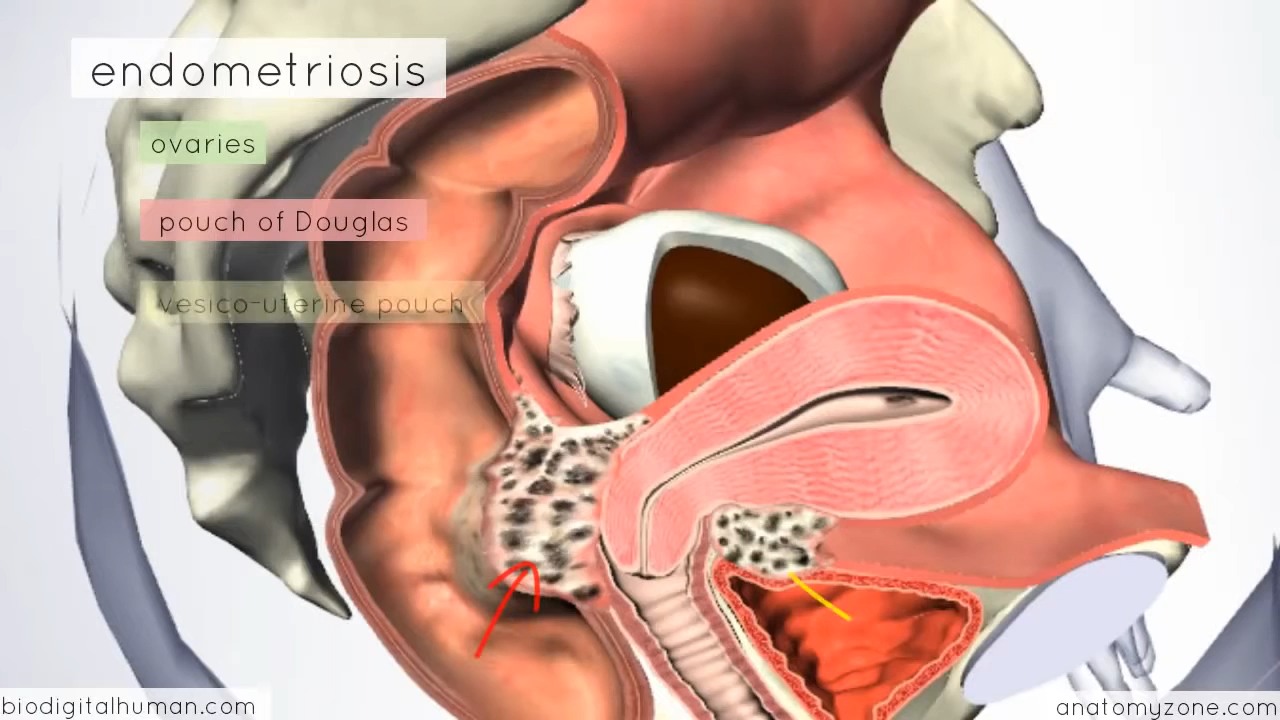 endometriosis
ovaries
pouch of Douglas
vesico-uterine pouch
biodigitalhuman.com
anatomyzone.com